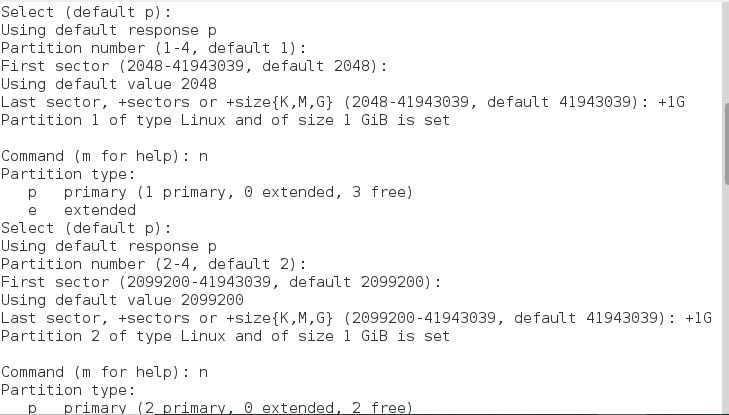 Select (default p):
Using default response p
Partition number (1-4, default 1):
First sector (2048-41943039, default 2048):
Using default value 2048
Last sector, +sectors or +size{K,M,G} (2048-41943039, default 41943039): +1G
Partition 1 of type Linux and of size 1 GiB is set

Command (m for help): n
Partition type:
   p   primary (1 primary, 0 extended, 3 free)
   e   extended
Select (default p):
Using default response p
Partition number (2-4, default 2):
First sector (2099200-41943039, default 2099200):
Using default value 2099200
Last sector, +sectors or +size{K,M,G} (2099200-41943039, default 41943039): +1G
Partition 2 of type Linux and of size 1 GiB is set

Command (m for help): n
Partition type:
   p   primary (2 primary, 0 extended, 2 free)